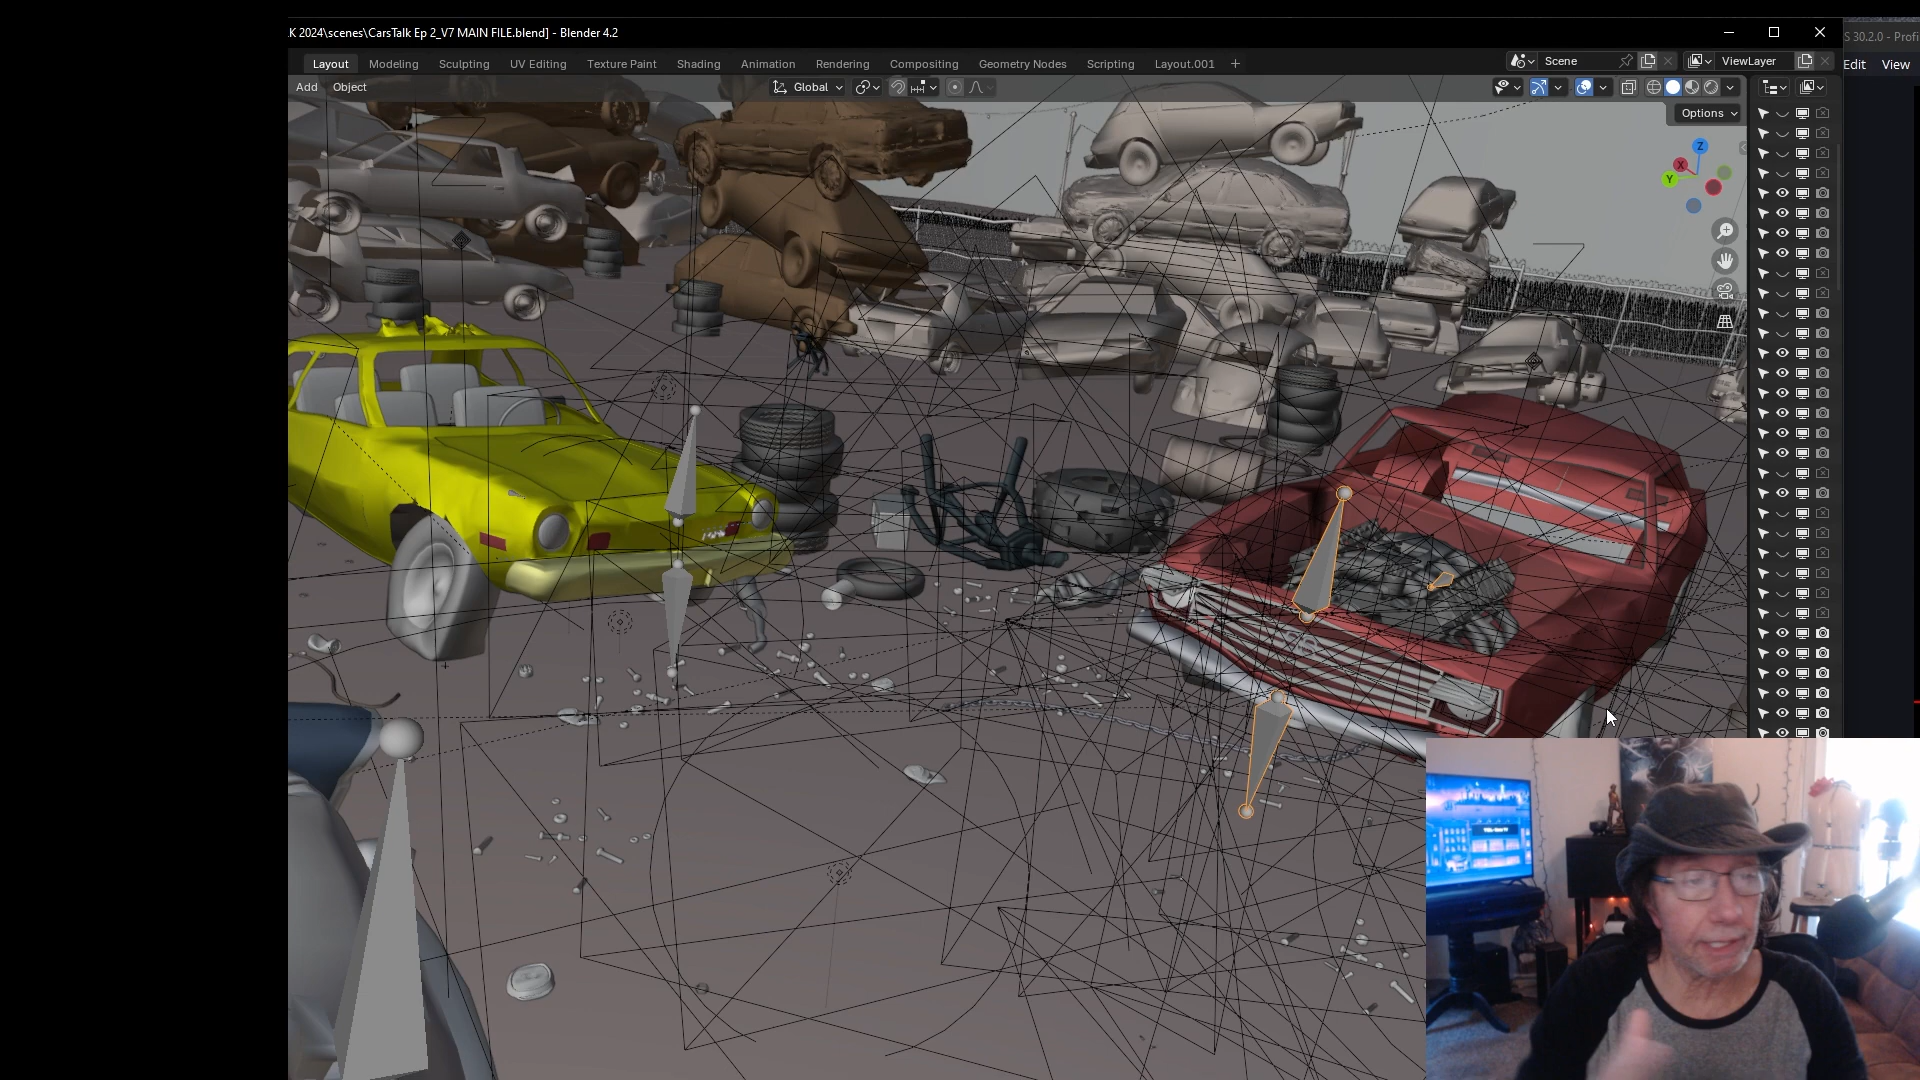 K 2024\scenes\CarsTalk Ep 2_V7 MAIN FILE.blend] - Blender 4.2
S 30.2.0 - Profi
Layout Modeling Sculpting UV Editing Texture Paint Shading Animation Rendering Compositing Geometry Nodes Scripting Layout.001 +
Scene ViewLayer
Edit View
Add Object Global
Options
Z
X
Y